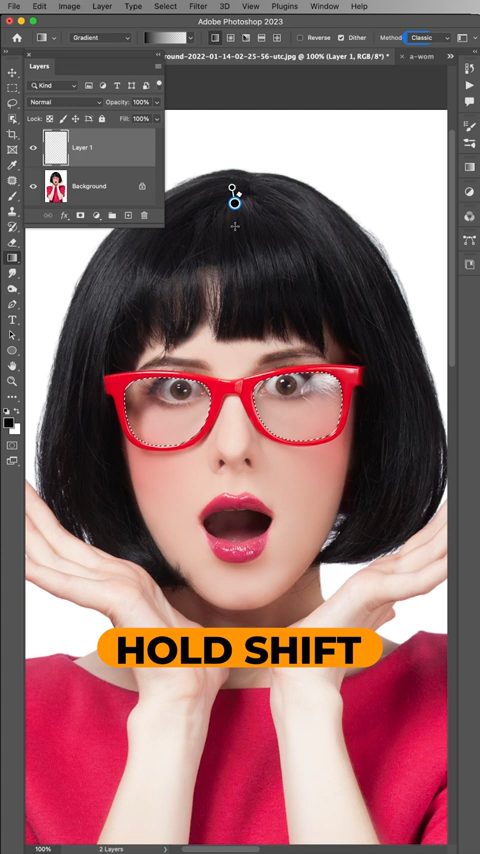 File Edit Image Layer Type Select Filter 3D View Plugins Window Help
Adobe Photoshop 2023
Gradient Reverse Dither Method: Classic
round-2022-01-14-02-25-56-utc.jpg @ 100% (Layer 1, RGB/8*) * a-wom
Layers
Kind
Normal Opacity: 100%
Lock: Fill: 100%
Layer 1
Background
HOLD SHIFT
100% 2 Layers